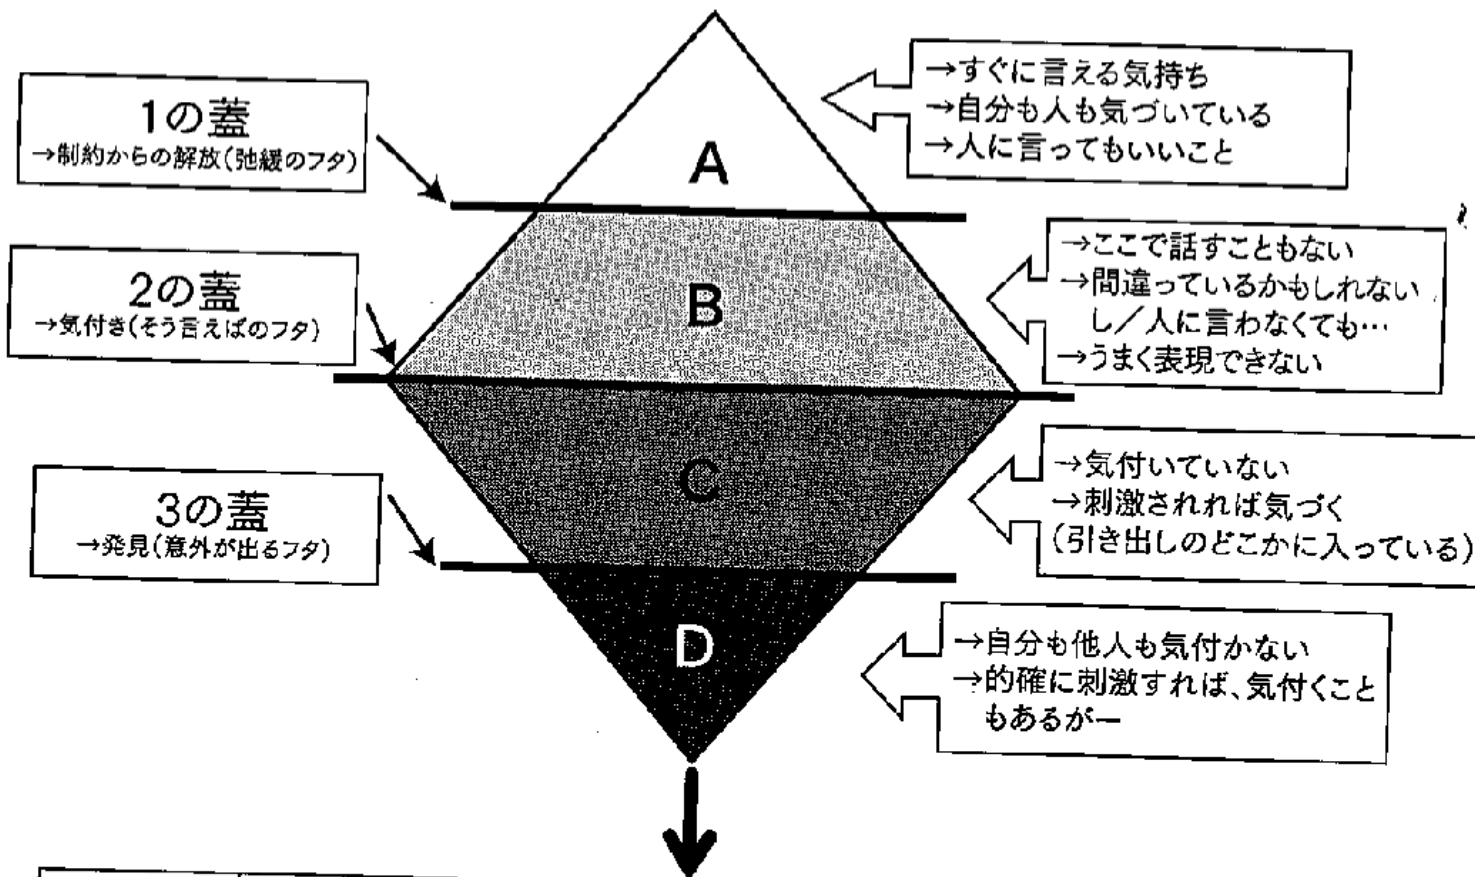 1の蓋
→制約からの解放(弛緩のフタ)
2の蓋
→気付き(そう言えばのフタ)
3の蓋
→発見(意外が出るフタ)
A
B
C
D
→すぐに言える気持ち
→自分も人も気づいている
→人に言ってもいいこと
→ここで話すこともない
→間違っているかもしれない
し/人に言わなくても…
→うまく表現できない
→気付いていない
→刺激されれば気づく
(引き出しのどこかに入っている)
→自分も他人も気付かない
→的確に刺激すれば、気付くこと
もあるがー